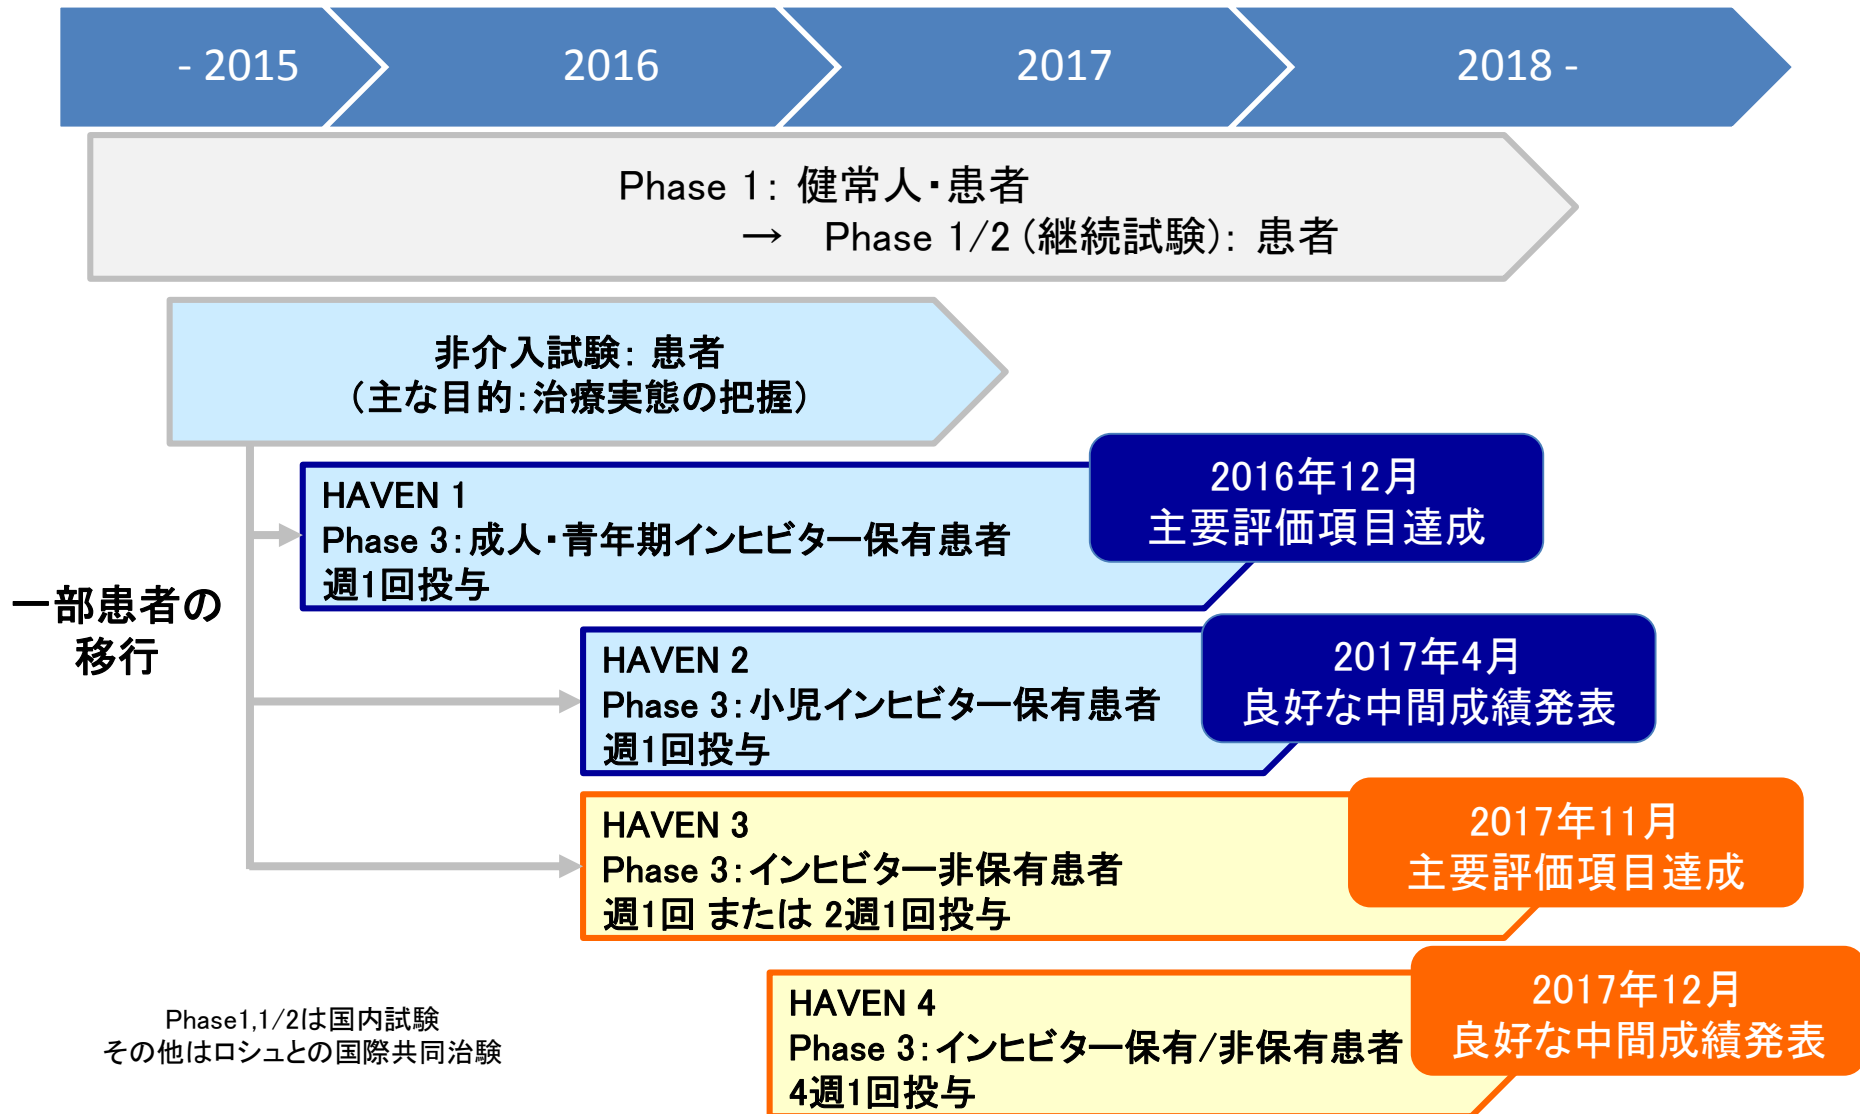 - 2015
2016
2017
2018 -
Phase 1: 健常人・患者
→ Phase 1/2 (継続試験): 患者
非介入試験: 患者
（主な目的:治療実態の把握）
HAVEN 1
Phase 3:成人・青年期インヒビター保有患者
週1回投与
2016年12月
主要評価項目達成
一部患者の
移行
HAVEN 2
Phase 3:小児インヒビター保有患者
週1回投与
2017年4月
良好な中間成績発表
HAVEN 3
Phase 3:インヒビター非保有患者
週1回 または 2週1回投与
2017年11月
主要評価項目達成
HAVEN 4
Phase 3:インヒビター保有/非保有患者
4週1回投与
2017年12月
良好な中間成績発表
Phase1,1/2は国内試験
その他はロシュとの国際共同治験